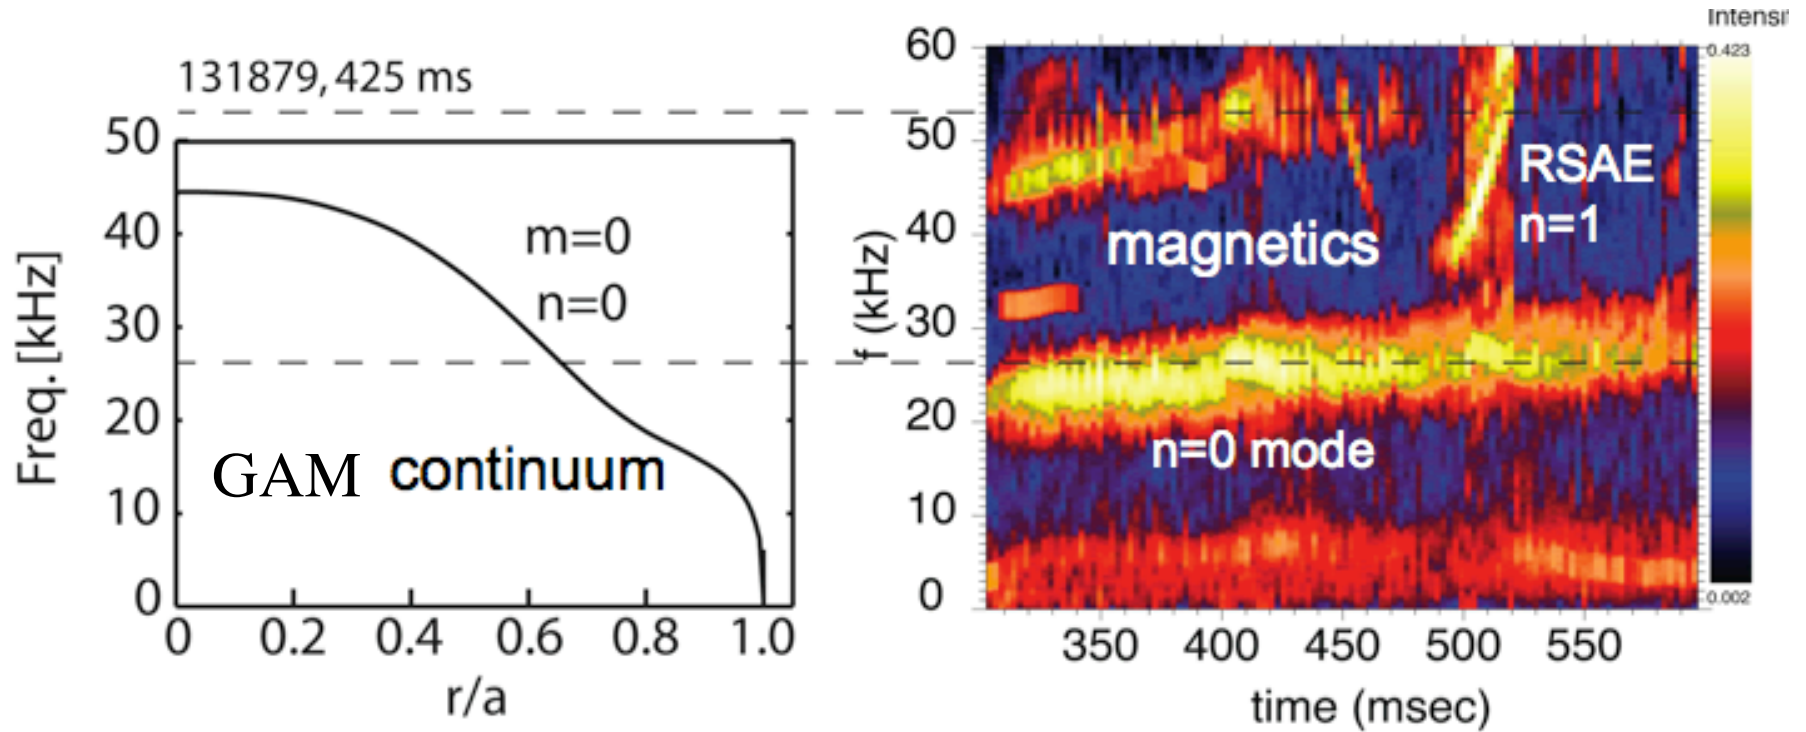 131879, 425 ms
Freq. [kHz]
50
40
30
20
10
0
m=0
n=0
GAM continuum
0 0.2 0.4 0.6 0.8 1.0
r/a
f (kHz)
60
50
40
30
20
10
0
magnetics
RSAE
n=1
n=0 mode
350 400 450 500 550
time (msec)
Intensi
0.423
0.002